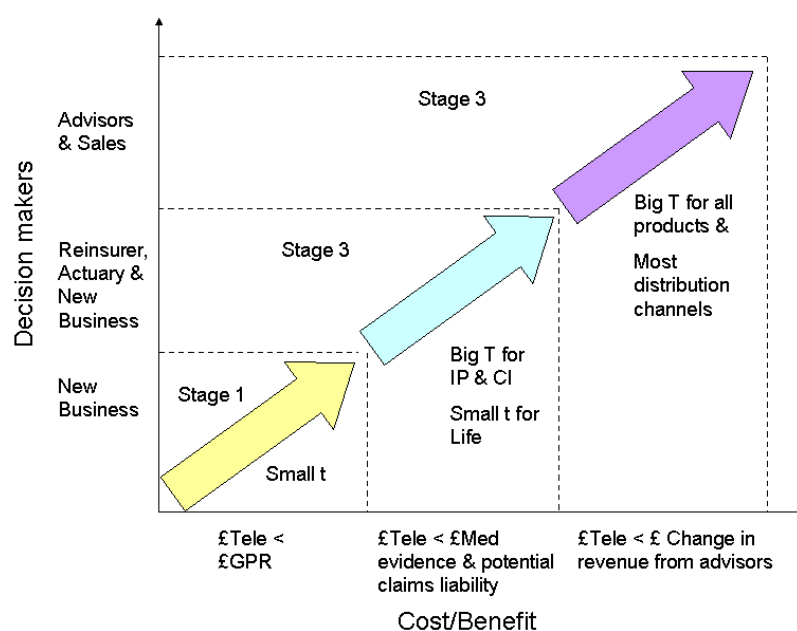 Stage 3
Advisors
& Sales
Big T for all
products &
Most
distribution
channels
Decision makers
Reinsurer,
Actuary &
New
Business
Stage 3
Big T for
IP & CI
Small t for
Life
New
Business
Stage 1
Small t
£Tele <
£GPR
£Tele < £Med
evidence & potential
claims liability
£Tele < £ Change in
revenue from advisors
Cost/Benefit